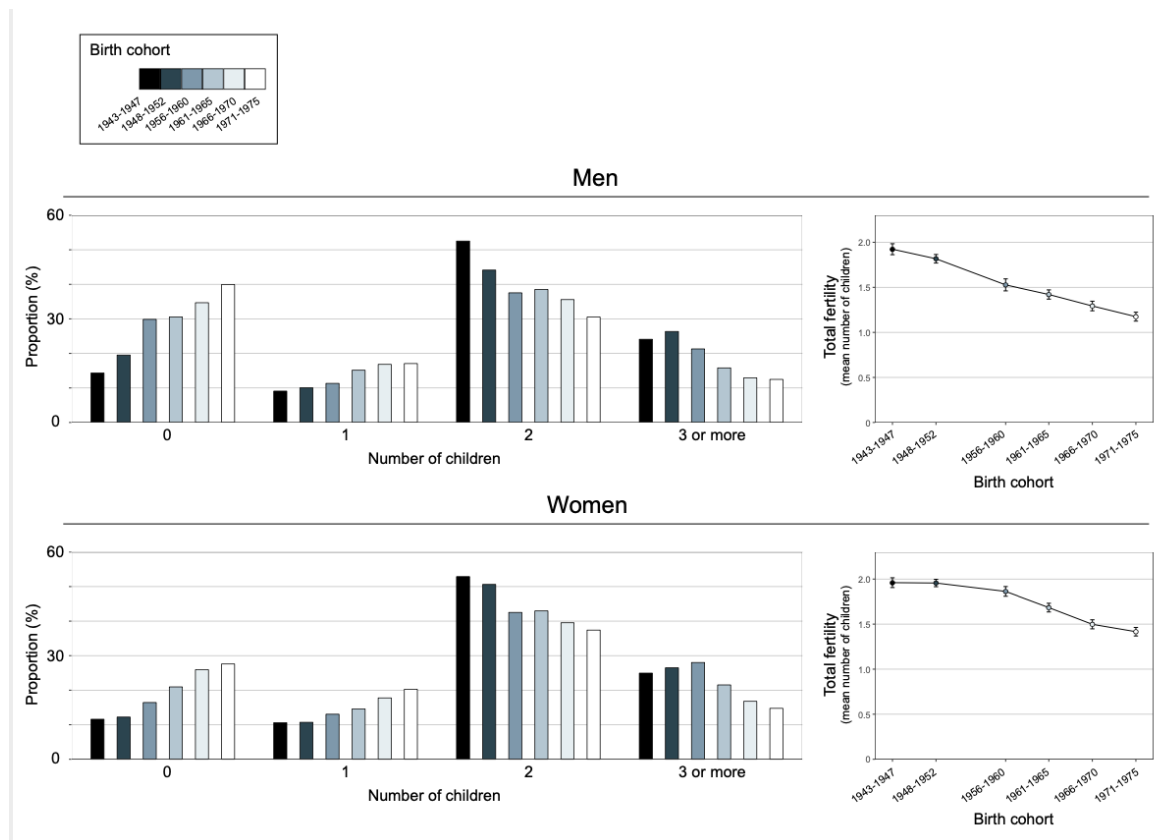 Birth cohort
1943-1947
1948-1952
1956-1960
1961-1965
1966-1970
1971-1975
Men
60
30
0
Proportion (%)
0 1 2 3 or more
Number of children
2.0
1.5
1.0
0.5
0
Total fertility
(mean number of children)
1943-1947
1948-1952
1956-1960
1961-1965
1966-1970
1971-1975
Birth cohort
Women
60
30
0
Proportion (%)
0 1 2 3 or more
Number of children
2.0
1.5
1.0
0.5
0
Total fertility
(mean number of children)
1943-1947
1948-1952
1956-1960
1961-1965
1966-1970
1971-1975
Birth cohort